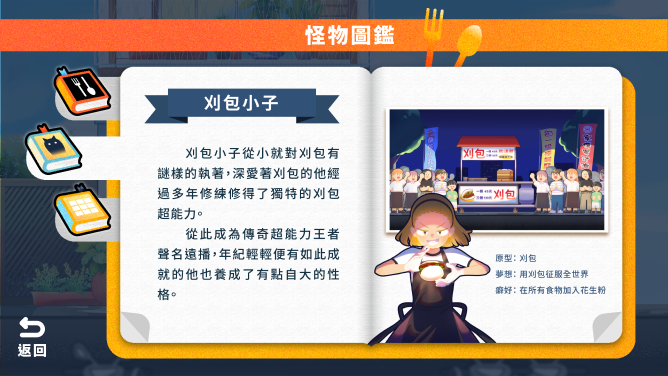 怪物圖鑑
刈包小子
刈包小子從小就對刈包有
謎樣的執著，深愛著刈包的他經
過多年修練修得了獨特的刈包
超能力。
從此成為傳奇超能力王者
聲名遠播，年紀輕輕便有如此成
就的他也養成了有點自大的性
格。
刈包
刈包
原型：刈包
夢想：用刈包征服全世界
癖好：在所有食物加入花生粉
返回